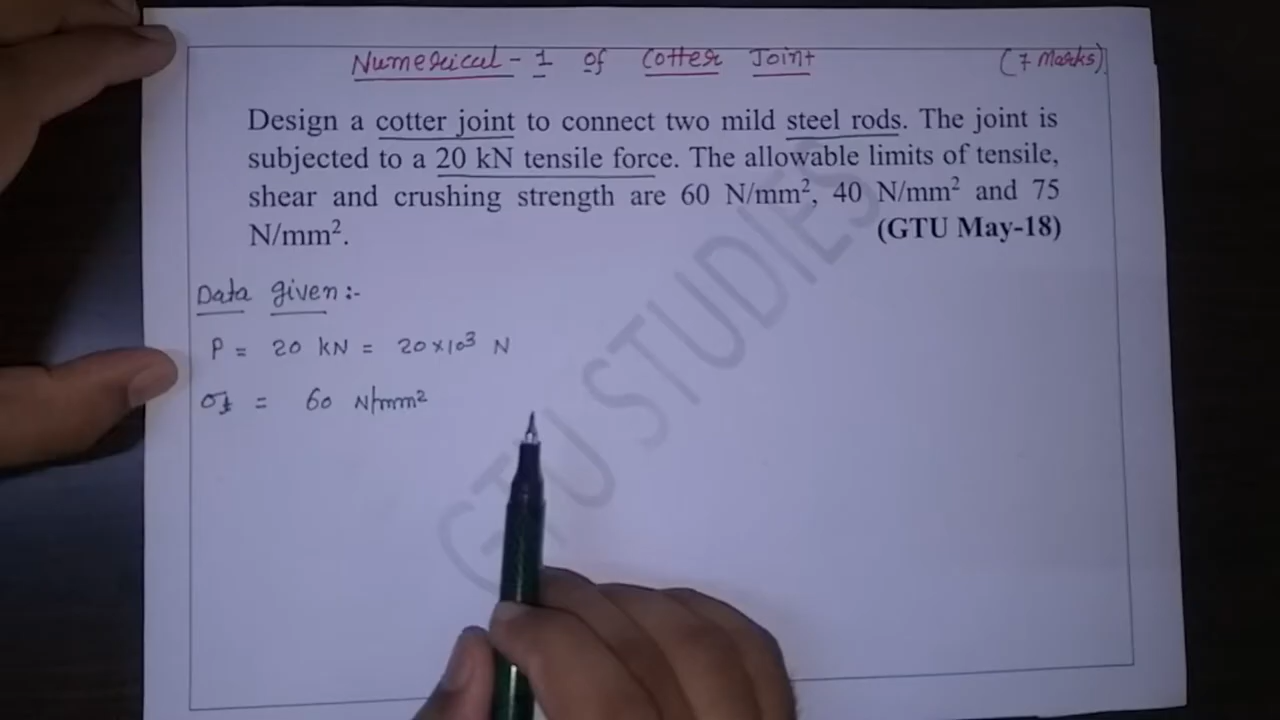 Numerical - 1 of Cotter Joint (7 Marks)
Design a cotter joint to connect two mild steel rods. The joint is
subjected to a 20 kN tensile force. The allowable limits of tensile,
shear and crushing strength are 60 N/mm², 40 N/mm² and 75
N/mm². (GTU May-18)
Data given:-
P = 20 kN = 20×10³ N
σt = 60 N/mm²
GTU STUDIES